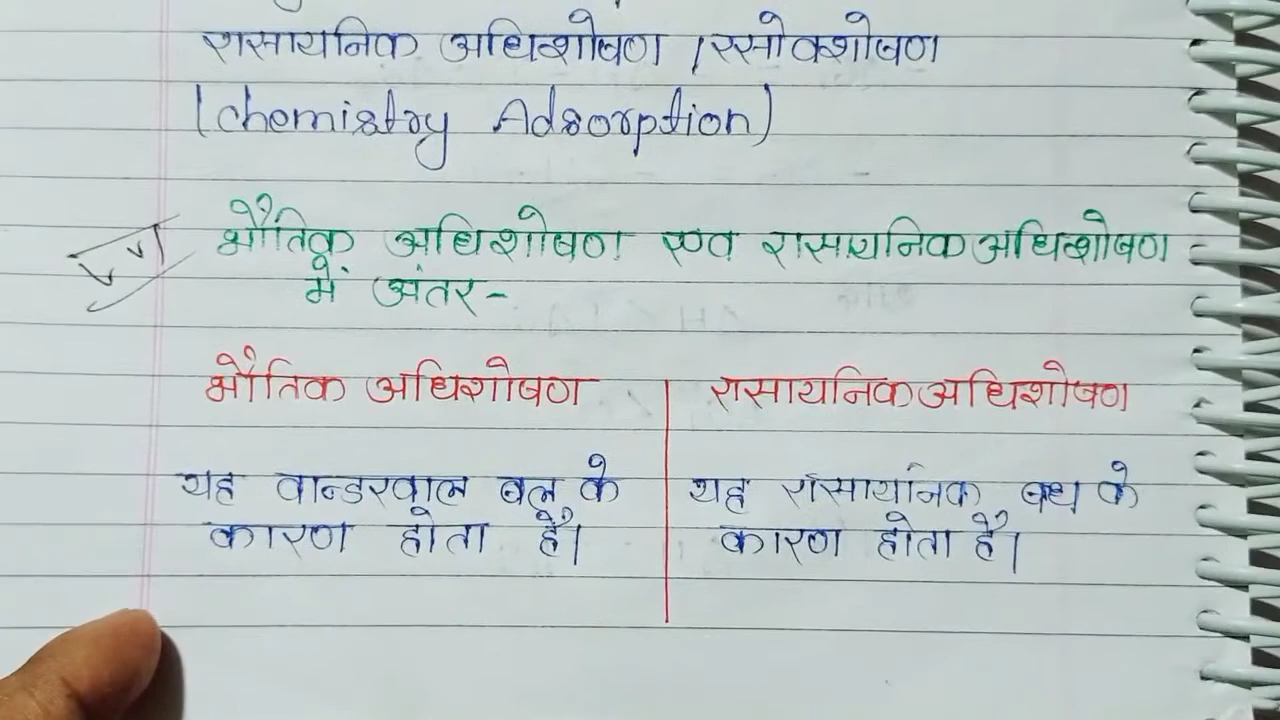 रासायनिक अधिशोषण / रसोवशोषण
(chemistry Adsorption)
भौतिक अधिशोषण एवं रासायनिक अधिशोषण
में अंतर-
भौतिक अधिशोषण रासायनिक अधिशोषण
यह वान्डरवाल बल के यह रासायनिक बंध के
कारण होता है। कारण होता है।